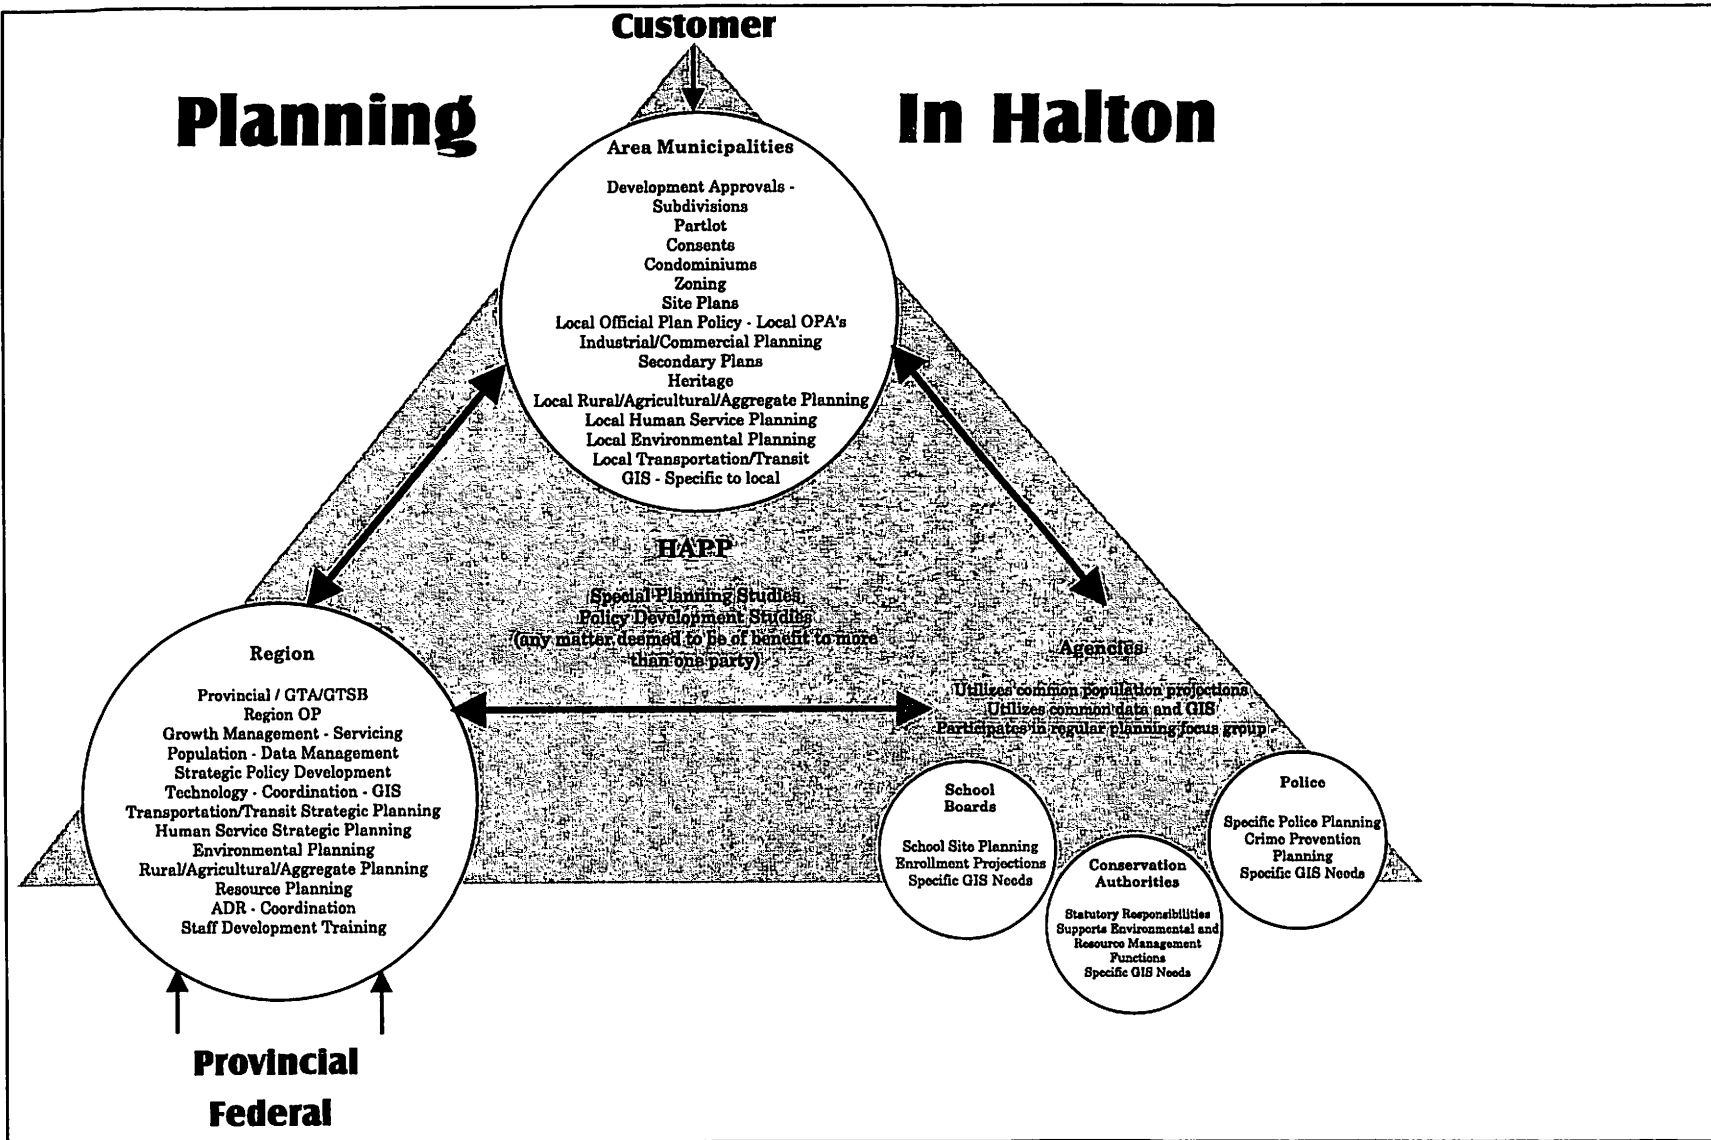 Customer
Planning In Halton
Area Municipalities
Development Approvals -
Subdivisions
Partlot
Consents
Condominiums
Zoning
Site Plans
Local Official Plan Policy - Local OPA's
Industrial/Commercial Planning
Secondary Plans
Heritage
Local Rural/Agricultural/Aggregate Planning
Local Human Service Planning
Local Environmental Planning
Local Transportation/Transit
GIS - Specific to local
HAPP
Special Planning Studies
Policy Development Studies
(any matter deemed to be of benefit to more
than one party)
Region
Provincial / GTA/GTSB
Region OP
Growth Management - Servicing
Population - Data Management
Strategic Policy Development
Technology - Coordination - GIS
Transportation/Transit Strategic Planning
Human Service Strategic Planning
Environmental Planning
Rural/Agricultural/Aggregate Planning
Resource Planning
ADR - Coordination
Staff Development Training
Agencies
Utilizes common population projections
Utilizes common data and GIS
Participates in regular planning focus group
School
Boards
School Site Planning
Enrollment Projections
Specific GIS Needs
Conservation
Authorities
Statutory Responsibilities
Supports Environmental and
Resource Management
Functions
Specific GIS Needs
Police
Specific Police Planning
Crime Prevention
Planning
Specific GIS Needs
Provincial
Federal